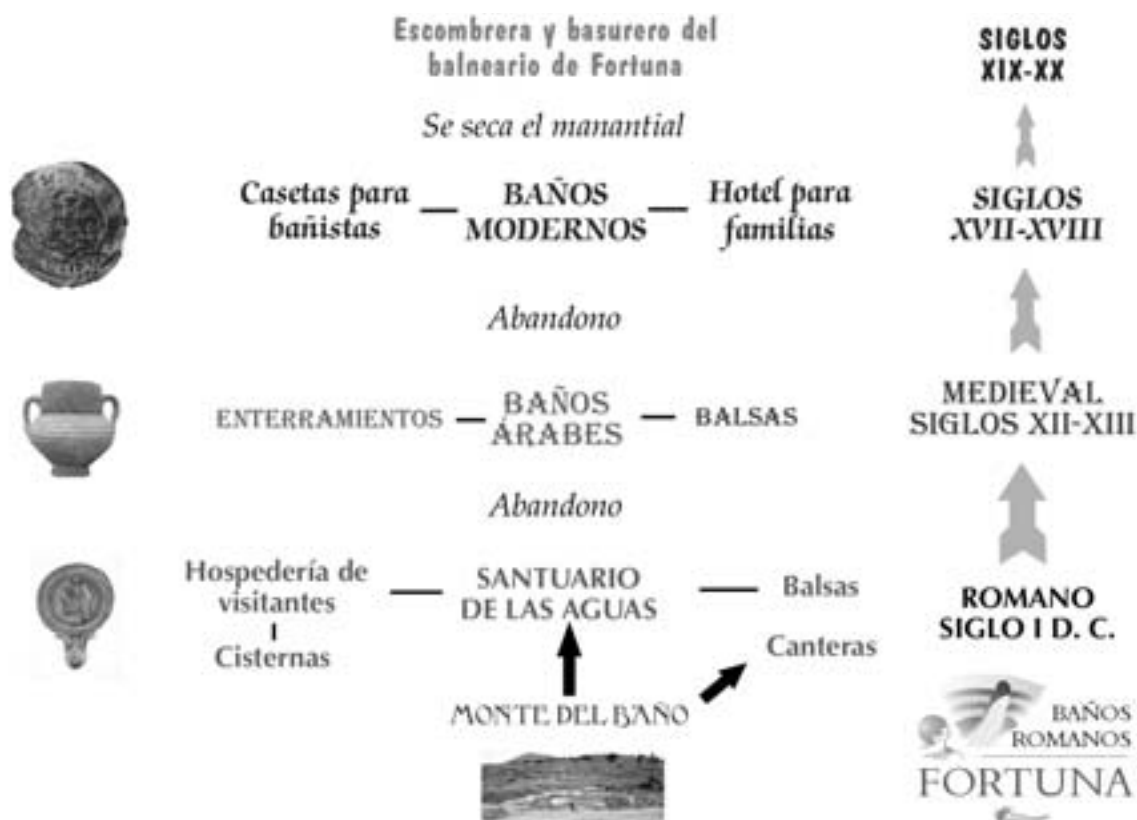 Escombrera y basurero del
balneario de Fortuna
SIGLOS
XIX-XX
Se seca el manantial
Casetas para
bañistas
BAÑOS
MODERNOS
Hotel para
familias
SIGLOS
XVII-XVIII
Abandono
ENTERRAMIENTOS
BAÑOS
ÁRABES
BALSAS
MEDIEVAL
SIGLOS XII-XIII
Abandono
Hospedería de
visitantes
Cisternas
SANTUARIO
DE LAS AGUAS
Balsas
Canteras
ROMANO
SIGLO I D. C.
MONTE DEL BAÑO
BAÑOS
ROMANOS
FORTUNA